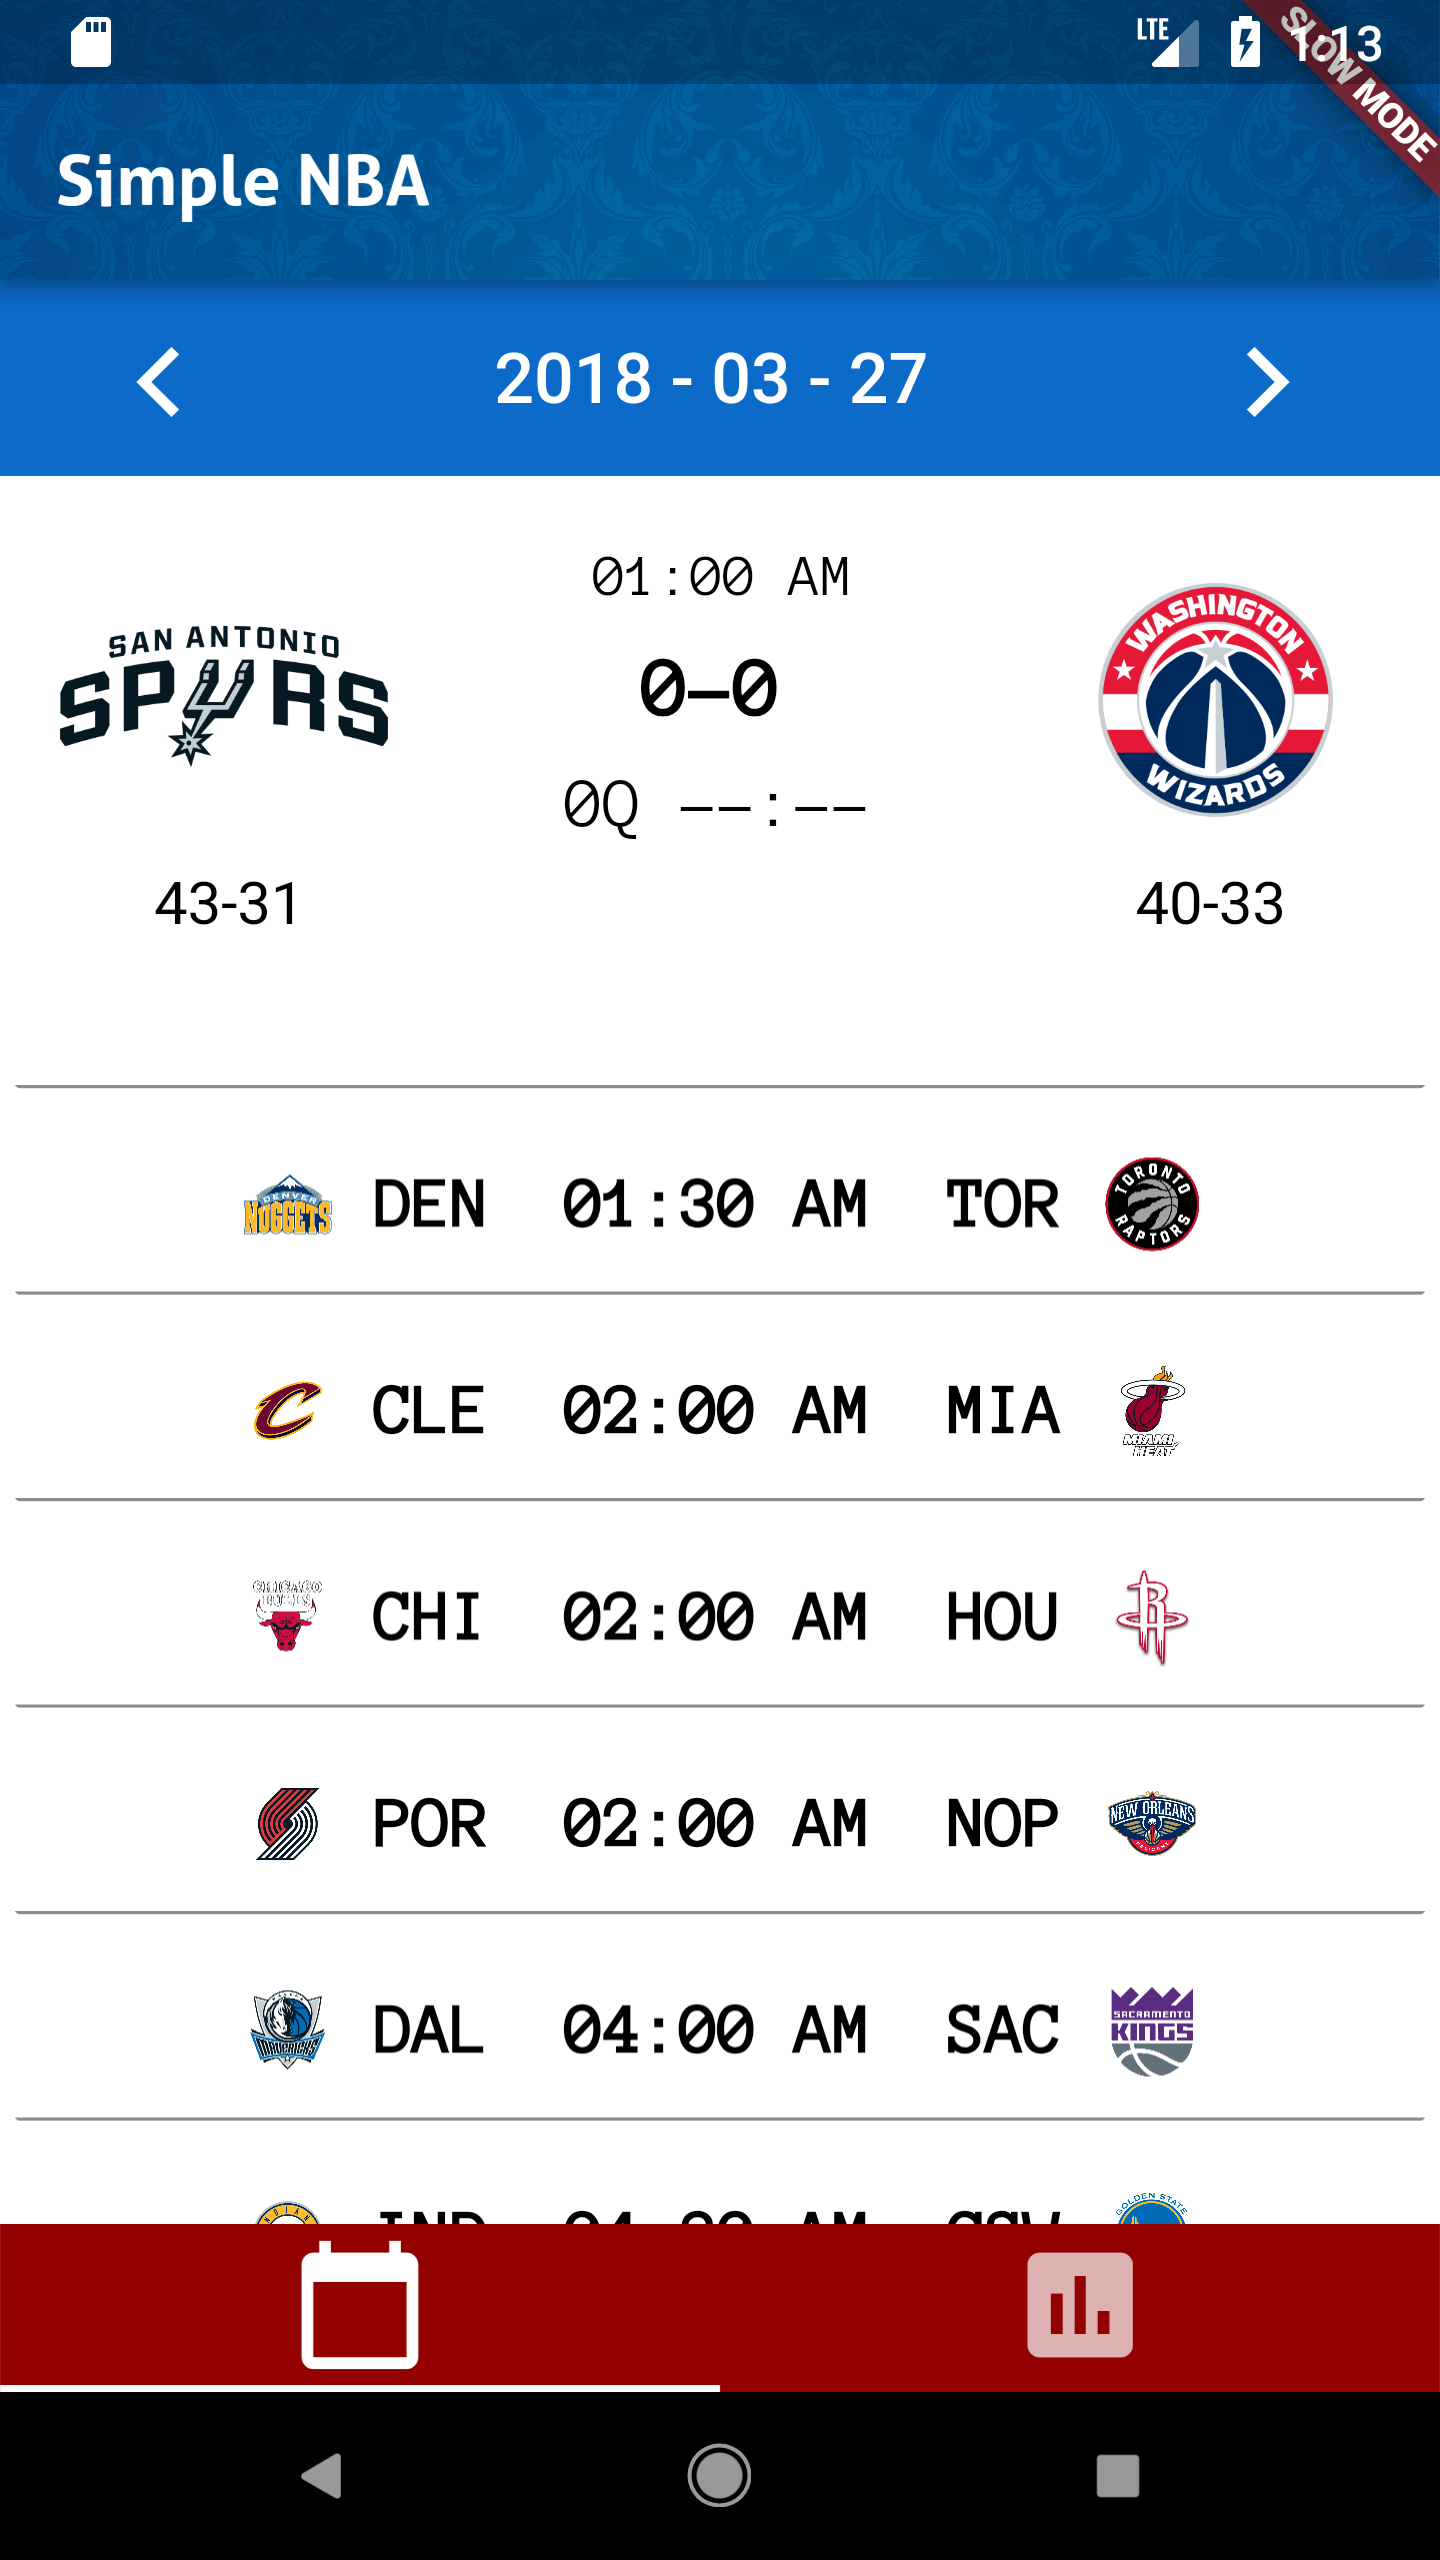 LTE 1:13
SLOW MODE
Simple NBA
2018 - 03 - 27
01:00 AM
SAN ANTONIO
SPURS
0-0
WASHINGTON
WIZARDS
0Q --:--
43-31
40-33
DENVER
NUGGETS
DEN 01:30 AM TOR
TORONTO
RAPTORS
CLE 02:00 AM MIA
MIAMI
HEAT
CHICAGO
BULLS
CHI 02:00 AM HOU
R
POR 02:00 AM NOP
NEW ORLEANS
PELICANS
MAVERICKS
DAL 04:00 AM SAC
SACRAMENTO
KINGS
GOLDEN STATE